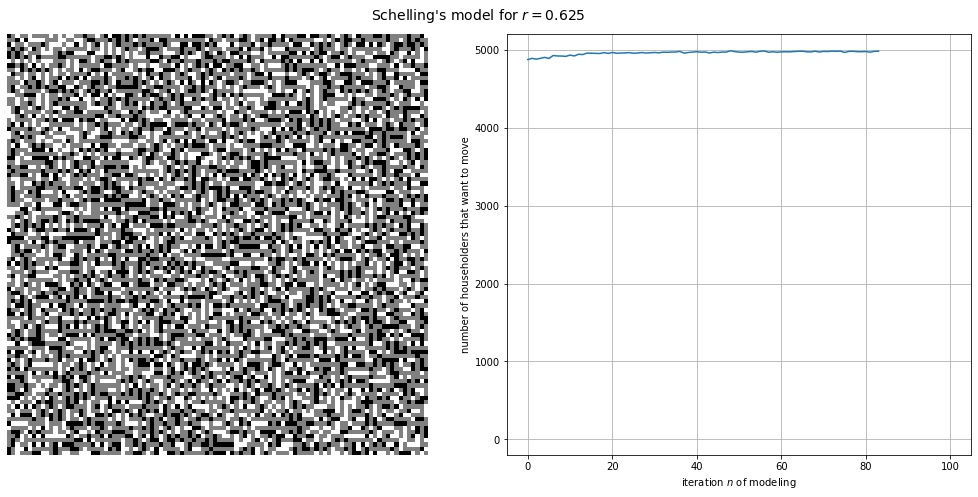 Schelling's model for r = 0.625
number of householders that want to move
5000
4000
3000
2000
1000
0
0 20 40 60 80 100
iteration n of modeling